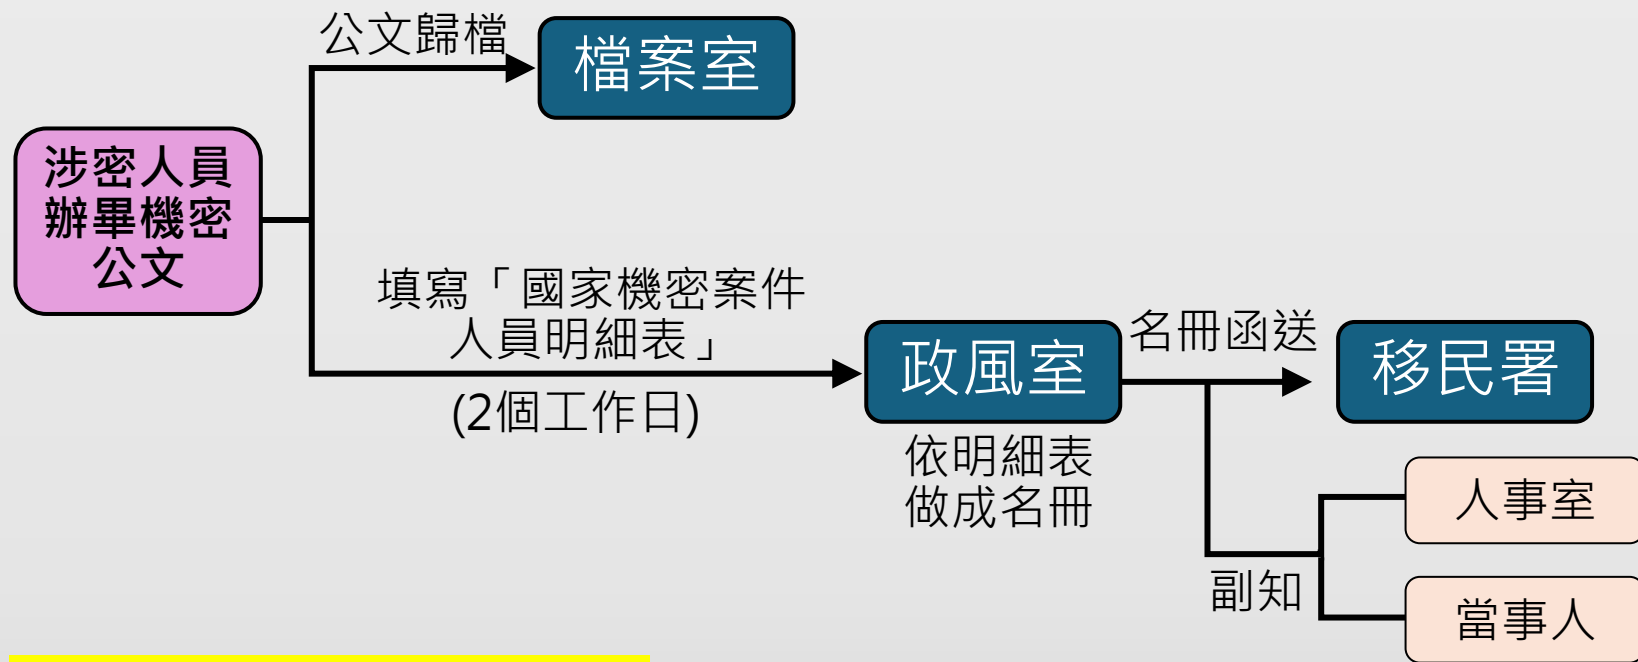 公文歸檔
檔案室
涉密人員
辦畢機密
公文
填寫「國家機密案件
人員明細表」
(2個工作日)
政風室
名冊函送
移民署
依明細表
做成名冊
人事室
副知
當事人